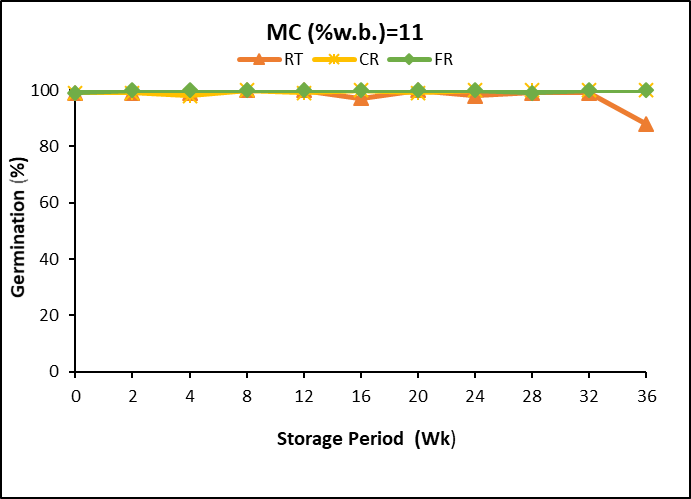 MC (%w.b.)=11
RT CR FR
100
80
60
40
20
0
Germination (%)
0 2 4 8 12 16 20 24 28 32 36
Storage Period (Wk)